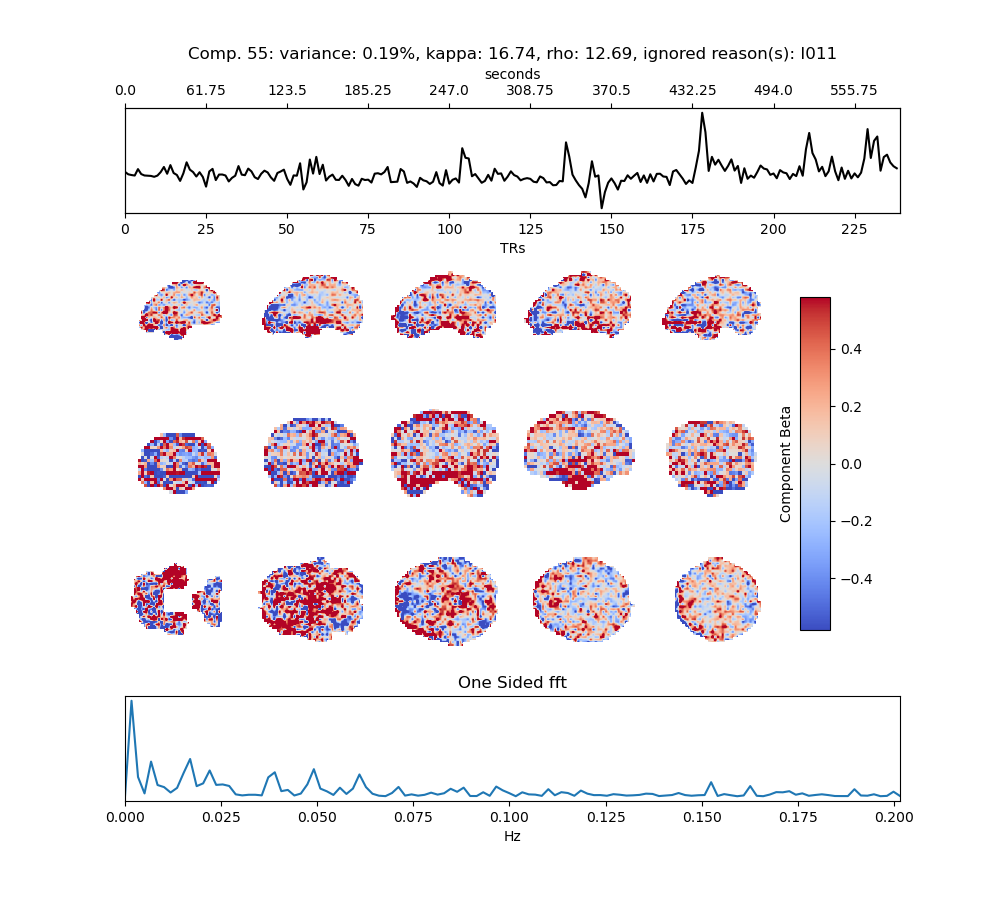 Comp. 55: variance: 0.19%, kappa: 16.74, rho: 12.69, ignored reason(s): I011
seconds
0.0 61.75 123.5 185.25 247.0 308.75 370.5 432.25 494.0 555.75
0 25 50 75 100 125 150 175 200 225
TRs
0.4
0.2
0.0
−0.2
−0.4
Component Beta
One Sided fft
0.000 0.025 0.050 0.075 0.100 0.125 0.150 0.175 0.200
Hz